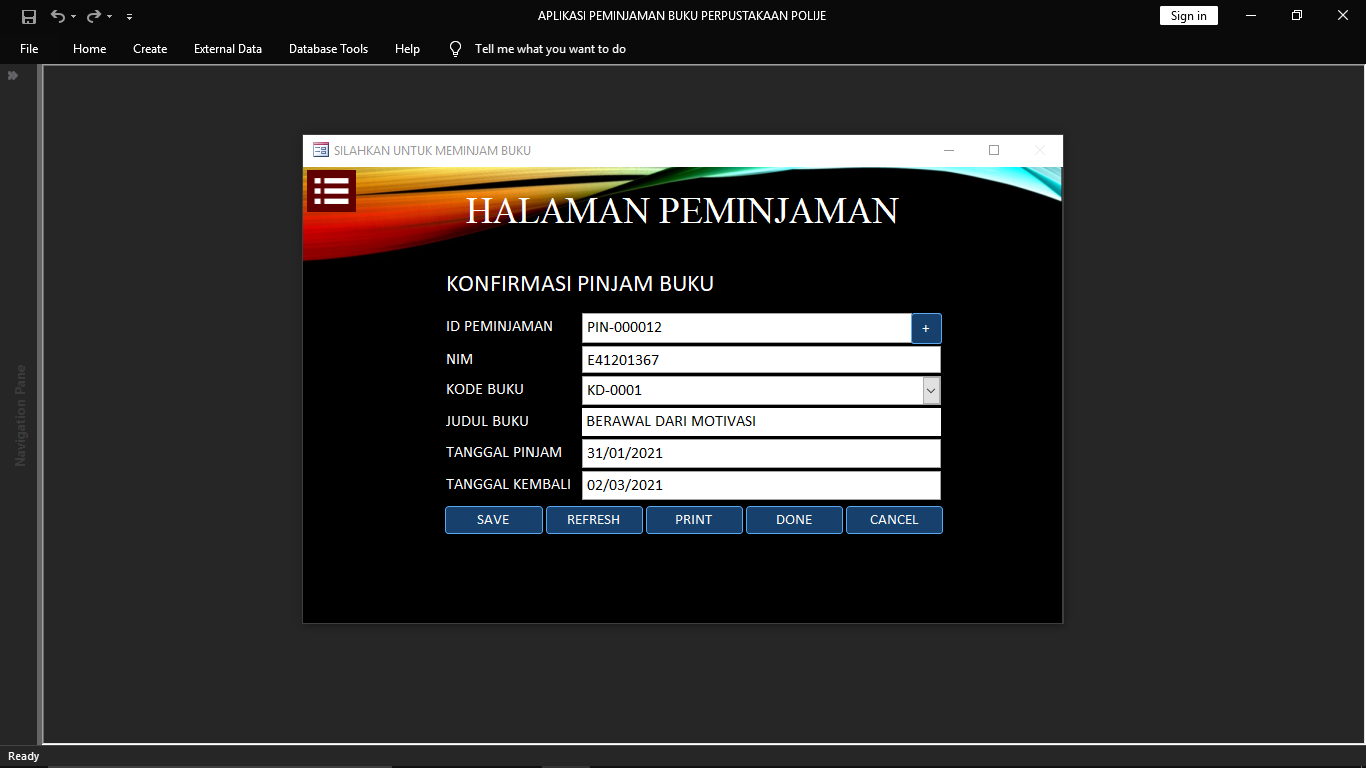 APLIKASI PEMINJAMAN BUKU PERPUSTAKAAN POLIJE
Sign in
File Home Create External Data Database Tools Help Tell me what you want to do
SILAHKAN UNTUK MEMINJAM BUKU
HALAMAN PEMINJAMAN
KONFIRMASI PINJAM BUKU
ID PEMINJAMAN PIN-000012 +
NIM E41201367
KODE BUKU KD-0001
JUDUL BUKU BERAWAL DARI MOTIVASI
TANGGAL PINJAM 31/01/2021
TANGGAL KEMBALI 02/03/2021
SAVE REFRESH PRINT DONE CANCEL
Navigation Pane
Ready